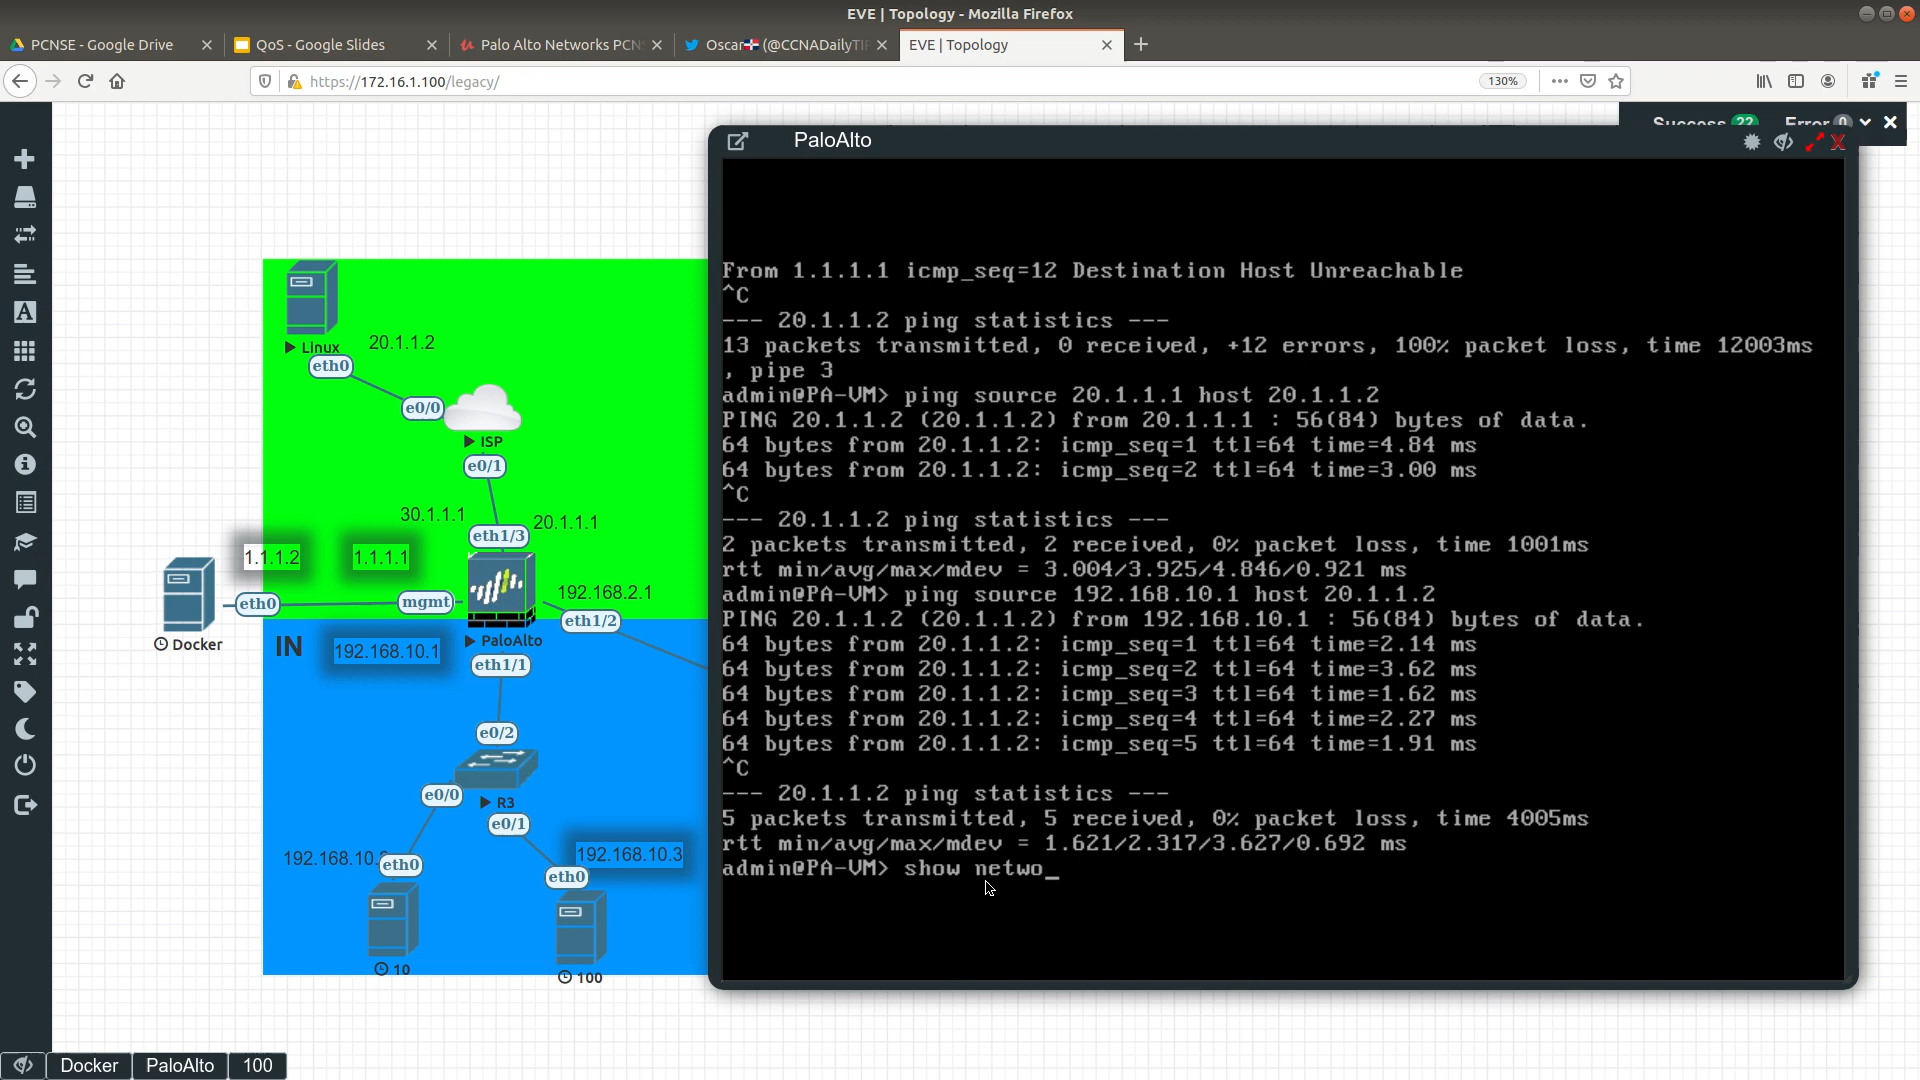 EVE | Topology - Mozilla Firefox
PCNSE - Google Drive
QoS - Google Slides
Palo Alto Networks PCN
Oscar (@CCNADailyTI
EVE | Topology
https://172.16.1.100/legacy/
130%
Success 22
Error 0
PaloAlto
X
From 1.1.1.1 icmp_seq=12 Destination Host Unreachable
^C
--- 20.1.1.2 ping statistics ---
13 packets transmitted, 0 received, +12 errors, 100% packet loss, time 12003ms
, pipe 3
admin@PA-VM> ping source 20.1.1.1 host 20.1.1.2
PING 20.1.1.2 (20.1.1.2) from 20.1.1.1 : 56(84) bytes of data.
64 bytes from 20.1.1.2: icmp_seq=1 ttl=64 time=4.84 ms
64 bytes from 20.1.1.2: icmp_seq=2 ttl=64 time=3.00 ms
^C
--- 20.1.1.2 ping statistics ---
2 packets transmitted, 2 received, 0% packet loss, time 1001ms
rtt min/avg/max/mdev = 3.004/3.925/4.846/0.921 ms
admin@PA-VM> ping source 192.168.10.1 host 20.1.1.2
PING 20.1.1.2 (20.1.1.2) from 192.168.10.1 : 56(84) bytes of data.
64 bytes from 20.1.1.2: icmp_seq=1 ttl=64 time=2.14 ms
64 bytes from 20.1.1.2: icmp_seq=2 ttl=64 time=3.62 ms
64 bytes from 20.1.1.2: icmp_seq=3 ttl=64 time=1.62 ms
64 bytes from 20.1.1.2: icmp_seq=4 ttl=64 time=2.27 ms
64 bytes from 20.1.1.2: icmp_seq=5 ttl=64 time=1.91 ms
^C
--- 20.1.1.2 ping statistics ---
5 packets transmitted, 5 received, 0% packet loss, time 4005ms
rtt min/avg/max/mdev = 1.621/2.317/3.627/0.692 ms
admin@PA-VM> show netwo_
Linux
20.1.1.2
eth0
e0/0
ISP
e0/1
30.1.1.1
20.1.1.1
eth1/3
1.1.1.2
1.1.1.1
192.168.2.1
eth0
mgmt
eth1/2
Docker
IN
192.168.10.1
PaloAlto
eth1/1
e0/2
e0/0
R3
e0/1
192.168.10.
eth0
192.168.10.3
eth0
10
100
Docker
PaloAlto
100